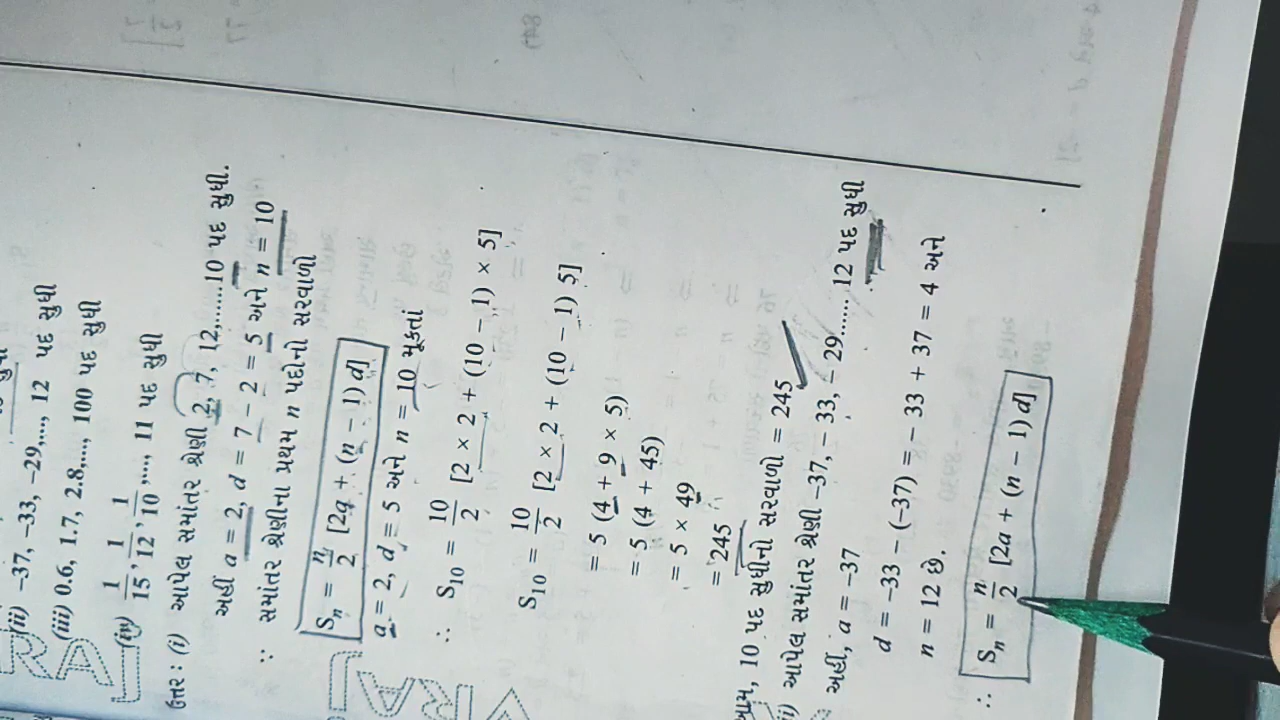 (ii) -37, -33, -29,..., 12 પદ સુધી
(iii) 0.6, 1.7, 2.8,...., 100 પદ સુધી
(iv) 1/15, 1/12, 1/10,...., 11 પદ સુધી
ઉત્તર : (i) આપેલ સમાંતર શ્રેણી 2, 7, 12,.......10 પદ સુધી.
અહીં a = 2, d = 7 − 2 = 5 અને n = 10
∵ સમાંતર શ્રેણીના પ્રથમ n પદોનો સરવાળો
Sn = n/2 [2a + (n − 1) d]
a = 2, d = 5 અને n = 10 મૂકતાં
∴ S10 = 10/2 [2 × 2 + (10 − 1) × 5]
S10 = 10/2 [2 × 2 + (10 − 1) 5]
= 5 (4 + 9 × 5)
= 5 (4 + 45)
= 5 × 49
= 245
આમ, 10 પદ સુધીનો સરવાળો = 245
આપેલ સમાંતર શ્રેણી -37, − 33, − 29....... 12 પદ સુધી
અહીં, a = −37
d = −33 − (−37) = − 33 + 37 = 4 અને
n = 12 છે.
∴ Sn = n/2 [2a + (n − 1) d]